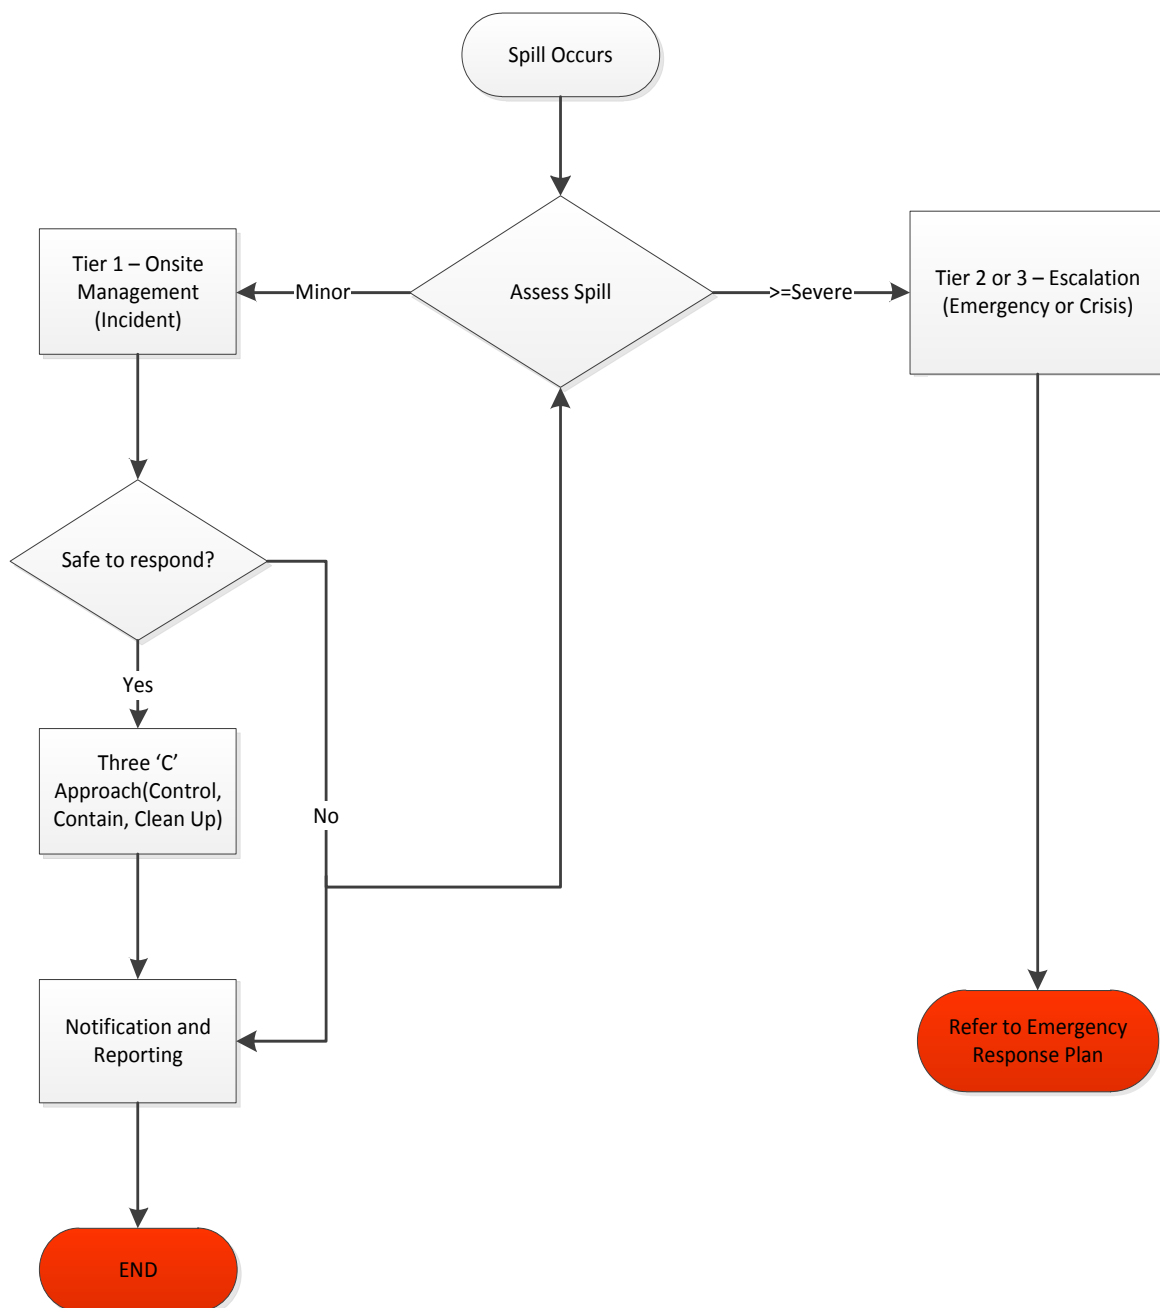 Spill Occurs
Tier 1 – Onsite
Management
(Incident)
Minor
Assess Spill
>=Severe
Tier 2 or 3 – Escalation
(Emergency or Crisis)
Safe to respond?
Yes
Three ‘C’
Approach(Control,
Contain, Clean Up)
No
Notification and
Reporting
Refer to Emergency
Response Plan
END